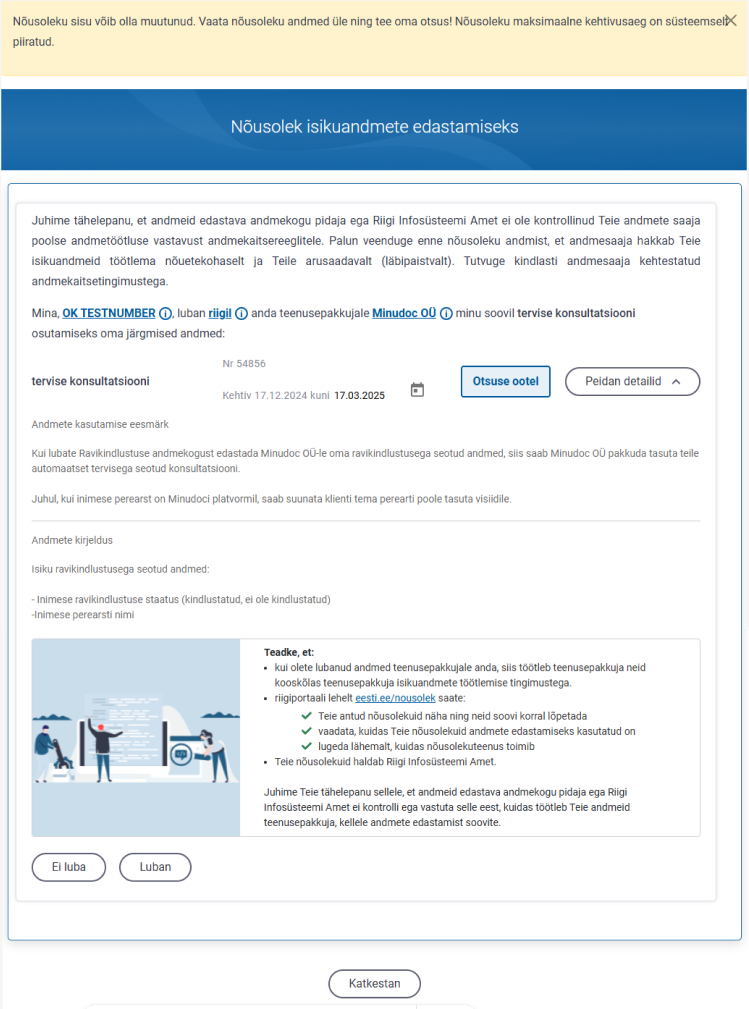 Nõusoleku sisu võib olla muutunud. Vaata nõusoleku andmed üle ning tee oma otsus! Nõusoleku maksimaalne kehtivusaeg on süsteemselt
piiratud.
Nõusolek isikuandmete edastamiseks
Juhime tähelepanu, et andmeid edastava andmekogu pidaja ega Riigi Infosüsteemi Amet ei ole kontrollinud Teie andmete saaja
poolse andmetöötluse vastavust andmekaitsereeglitele. Palun veenduge enne nõusoleku andmist, et andmesaaja hakkab Teie
isikuandmeid töötlema nõuetekohaselt ja Teile arusaadavalt (läbipaistvalt). Tutvuge kindlasti andmesaaja kehtestatud
andmekaitsetingimustega.
Mina, OK TESTNUMBER, luban riigil anda teenusepakkujale Minudoc OÜ minu soovil tervise konsultatsiooni
osutamiseks oma järgmised andmed:
tervise konsultatsiooni
Nr 54856
Kehtiv 17.12.2024 kuni 17.03.2025
Otsuse ootel
Peidan detailid
Andmete kasutamise eesmärk
Kui lubate Ravikindlustuse andmekogust edastada Minudoc OÜ-le oma ravikindlustusega seotud andmed, siis saab Minudoc OÜ pakkuda tasuta teile
automaatset tervisega seotud konsultatsiooni.
Juhul, kui inimese perearst on Minudoci platvormil, saab suunata klienti tema perearti poole tasuta visiidile.
Andmete kirjeldus
Isiku ravikindlustusega seotud andmed:
- Inimese ravikindlustuse staatus (kindlustatud, ei ole kindlustatud)
-Inimese perearsti nimi
Teadke, et:
• kui olete lubanud andmed teenusepakkujale anda, siis töötleb teenusepakkuja neid
kooskõlas teenusepakkuja isikuandmete töötlemise tingimustega.
• riigiportaali lehelt eesti.ee/nousolek saate:
✓ Teie antud nõusolekuid näha ning neid soovi korral lõpetada
✓ vaadata, kuidas Teie nõusolekuid andmete edastamiseks kasutatud on
✓ lugeda lähemalt, kuidas nõusolekuteenus toimib
• Teie nõusolekuid haldab Riigi Infosüsteemi Amet.
Juhime Teie tähelepanu sellele, et andmeid edastava andmekogu pidaja ega Riigi
Infosüsteemi Amet ei kontrolli ega vastuta selle eest, kuidas töötleb Teie andmeid
teenusepakkuja, kellele andmete edastamist soovite.
Ei luba
Luban
Katkestan